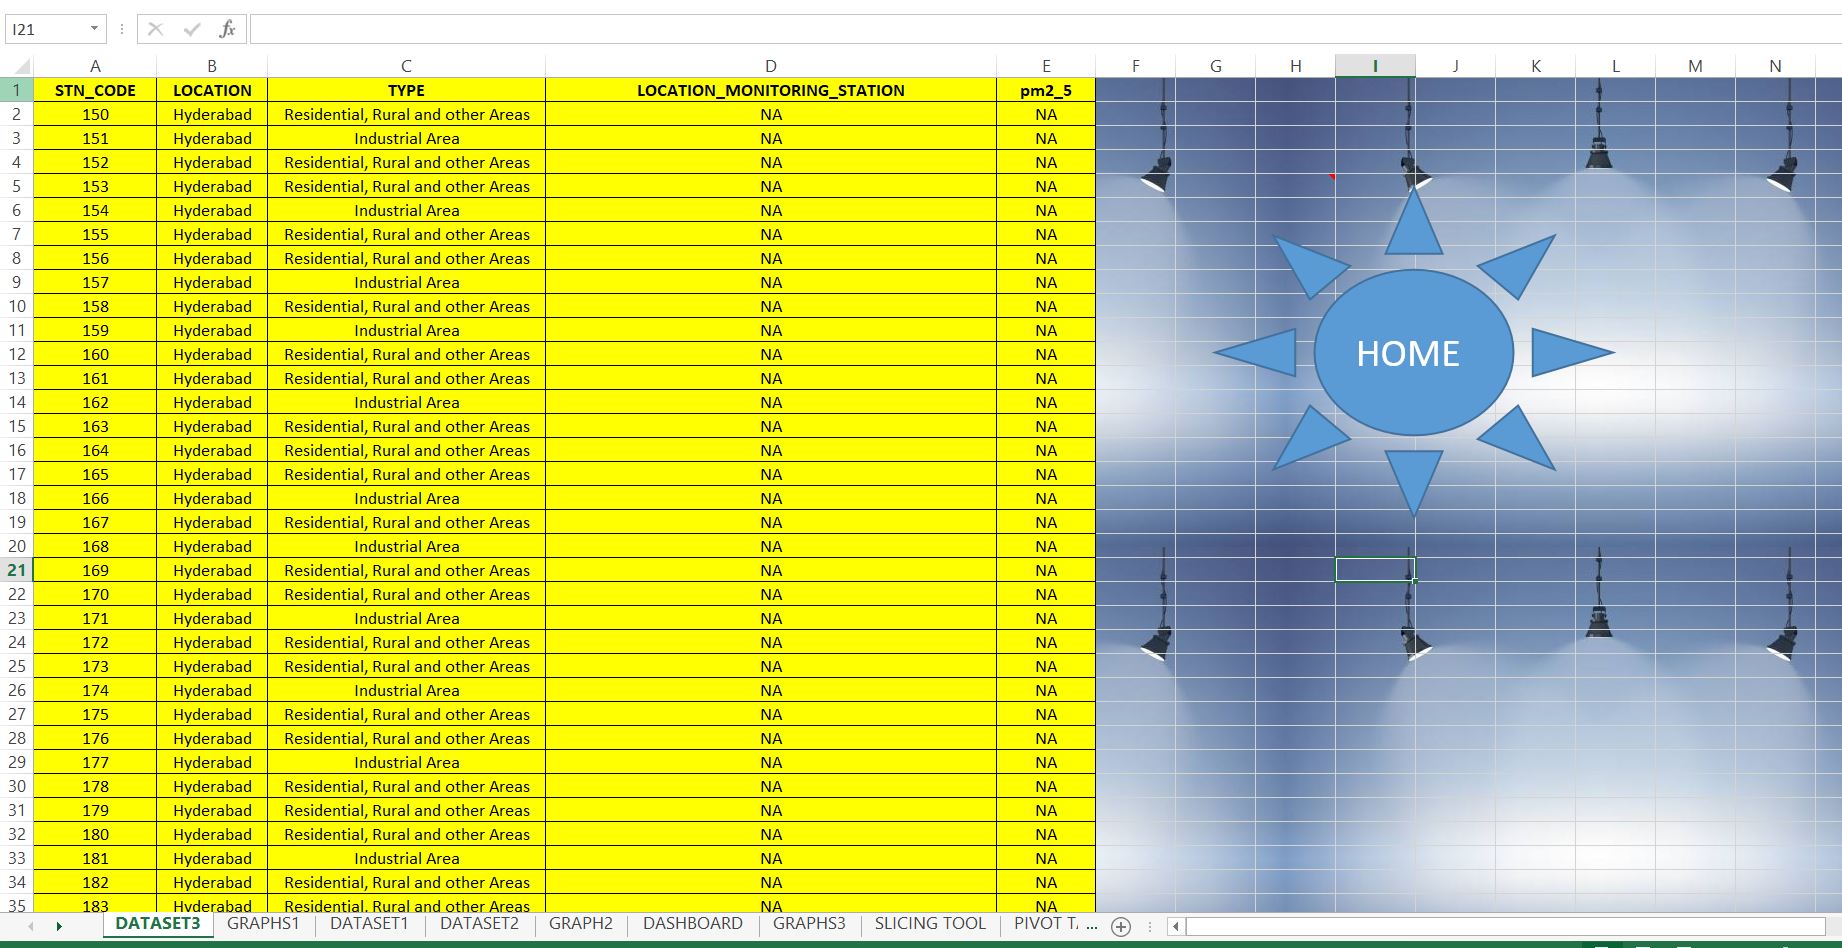 I21
fx
A B C D E F G H I J K L M N
1 STN_CODE LOCATION TYPE LOCATION_MONITORING_STATION pm2_5
2 150 Hyderabad Residential, Rural and other Areas NA NA
3 151 Hyderabad Industrial Area NA NA
4 152 Hyderabad Residential, Rural and other Areas NA NA
5 153 Hyderabad Residential, Rural and other Areas NA NA
6 154 Hyderabad Industrial Area NA NA
7 155 Hyderabad Residential, Rural and other Areas NA NA
8 156 Hyderabad Residential, Rural and other Areas NA NA
9 157 Hyderabad Industrial Area NA NA
10 158 Hyderabad Residential, Rural and other Areas NA NA
11 159 Hyderabad Industrial Area NA NA
12 160 Hyderabad Residential, Rural and other Areas NA NA
HOME
13 161 Hyderabad Residential, Rural and other Areas NA NA
14 162 Hyderabad Industrial Area NA NA
15 163 Hyderabad Residential, Rural and other Areas NA NA
16 164 Hyderabad Residential, Rural and other Areas NA NA
17 165 Hyderabad Residential, Rural and other Areas NA NA
18 166 Hyderabad Industrial Area NA NA
19 167 Hyderabad Residential, Rural and other Areas NA NA
20 168 Hyderabad Industrial Area NA NA
21 169 Hyderabad Residential, Rural and other Areas NA NA
22 170 Hyderabad Residential, Rural and other Areas NA NA
23 171 Hyderabad Industrial Area NA NA
24 172 Hyderabad Residential, Rural and other Areas NA NA
25 173 Hyderabad Residential, Rural and other Areas NA NA
26 174 Hyderabad Industrial Area NA NA
27 175 Hyderabad Residential, Rural and other Areas NA NA
28 176 Hyderabad Residential, Rural and other Areas NA NA
29 177 Hyderabad Industrial Area NA NA
30 178 Hyderabad Residential, Rural and other Areas NA NA
31 179 Hyderabad Residential, Rural and other Areas NA NA
32 180 Hyderabad Residential, Rural and other Areas NA NA
33 181 Hyderabad Industrial Area NA NA
34 182 Hyderabad Residential, Rural and other Areas NA NA
35 183 Hyderabad Residential, Rural and other Areas NA NA
DATASET3 GRAPHS1 DATASET1 DATASET2 GRAPH2 DASHBOARD GRAPHS3 SLICING TOOL PIVOT TA ...